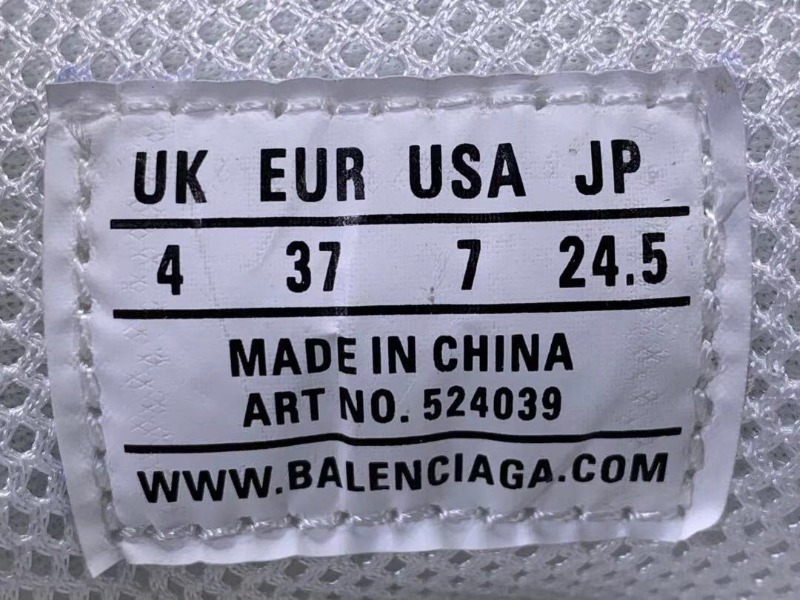 UK EUR USA JP
4 37 7 24.5
MADE IN CHINA
ART NO. 524039
WWW.BALENCIAGA.COM